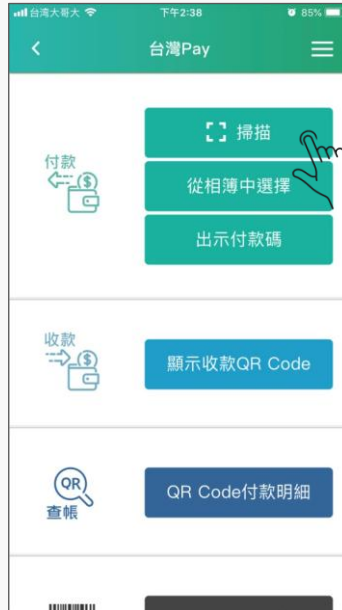 台湾大哥大 下午2:38 85%
台灣Pay
付款
掃描
從相簿中選擇
出示付款碼
收款
顯示收款QR Code
QR
查帳
QR Code付款明細